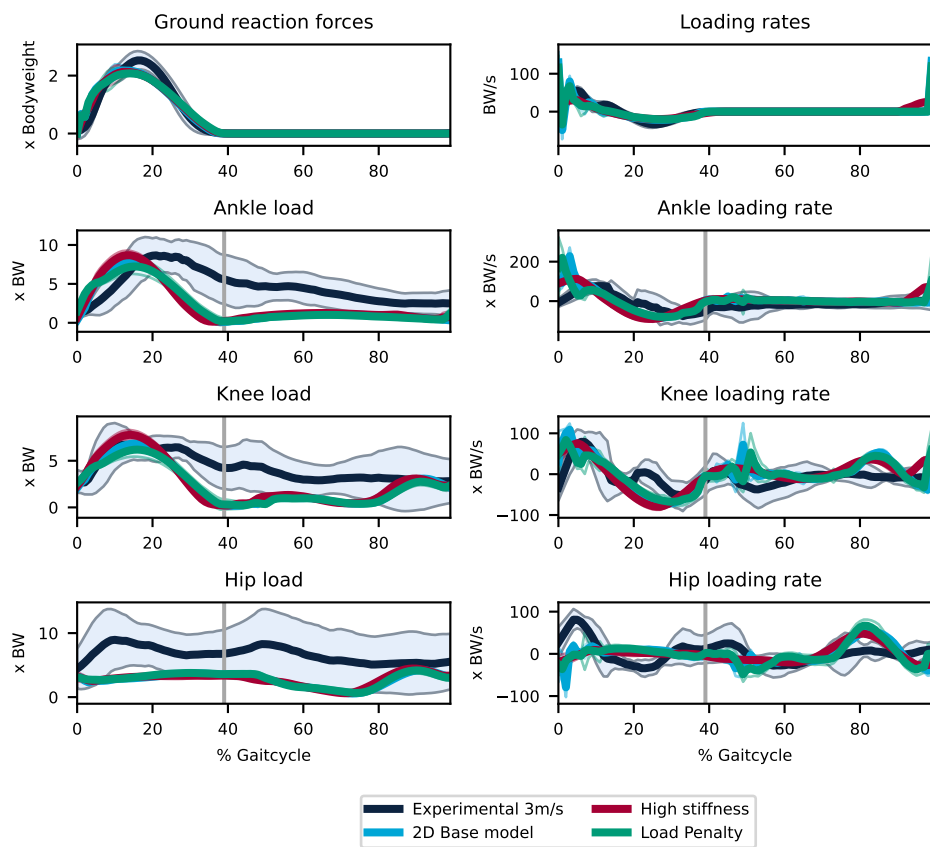 Ground reaction forces
Loading rates
x Bodyweight
2
0
0 20 40 60 80
BW/s
100
0
0 20 40 60 80
Ankle load
Ankle loading rate
x BW
10
5
0
0 20 40 60 80
x BW/s
200
0
0 20 40 60 80
Knee load
Knee loading rate
x BW
5
0
0 20 40 60 80
x BW/s
100
0
−100
0 20 40 60 80
Hip load
Hip loading rate
x BW
10
0
0 20 40 60 80
x BW/s
100
0
−100
0 20 40 60 80
% Gaitcycle
% Gaitcycle
Experimental 3m/s
High stiffness
2D Base model
Load Penalty